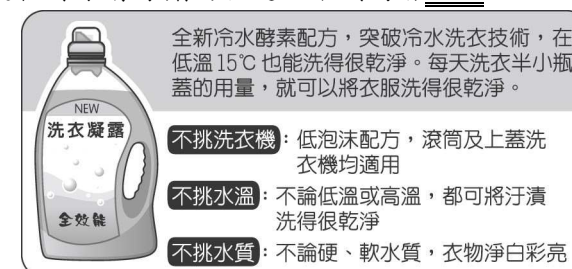 全新冷水酵素配方，突破冷水洗衣技術，在
低溫15℃也能洗得很乾淨。每天洗衣半小瓶
蓋的用量，就可以將衣服洗得很乾淨。
NEW
洗衣凝露
全效能
不挑洗衣機：低泡沫配方，滾筒及上蓋洗
衣機均適用
不挑水溫：不論低溫或高溫，都可將汙漬
洗得很乾淨
不挑水質：不論硬、軟水質，衣物淨白彩亮